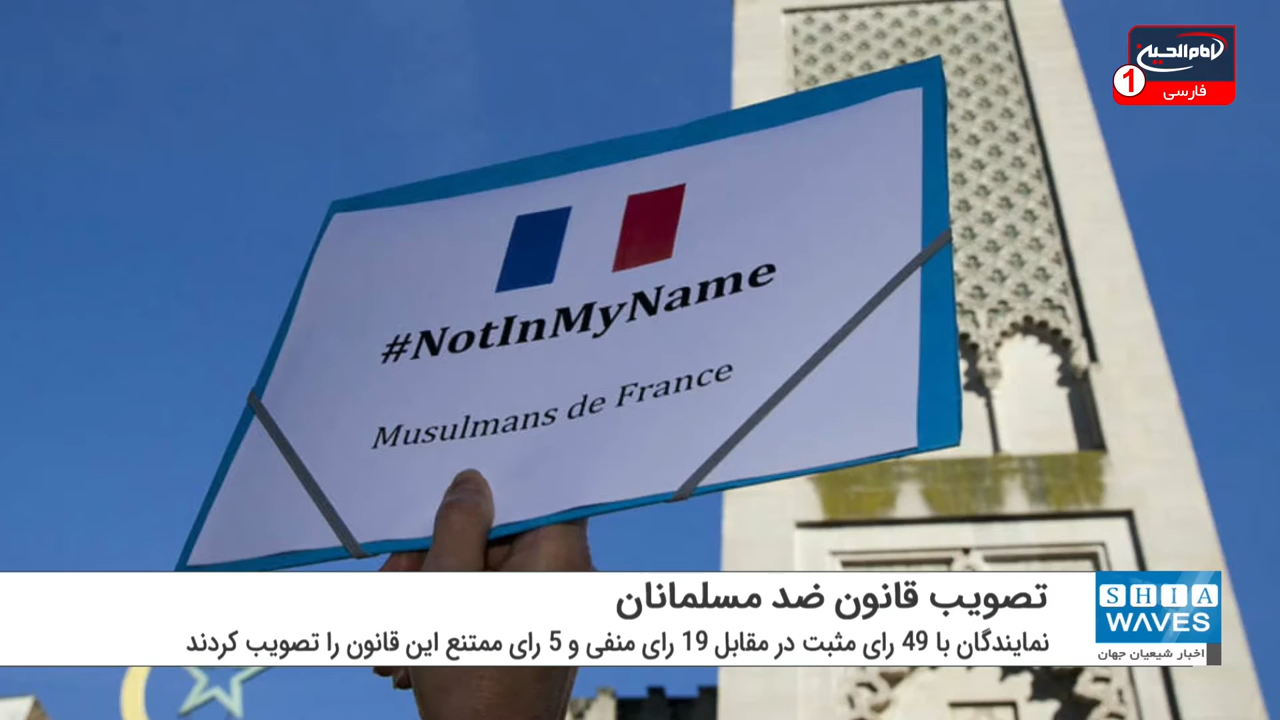 امام الحسین
1
فارسی
#NotInMyName
Musulmans de France
تصویب قانون ضد مسلمانان
نمایندگان با 49 رای مثبت در مقابل 19 رای منفی و 5 رای ممتنع این قانون را تصویب کردند
SHIA
WAVES
اخبار شیعیان جهان